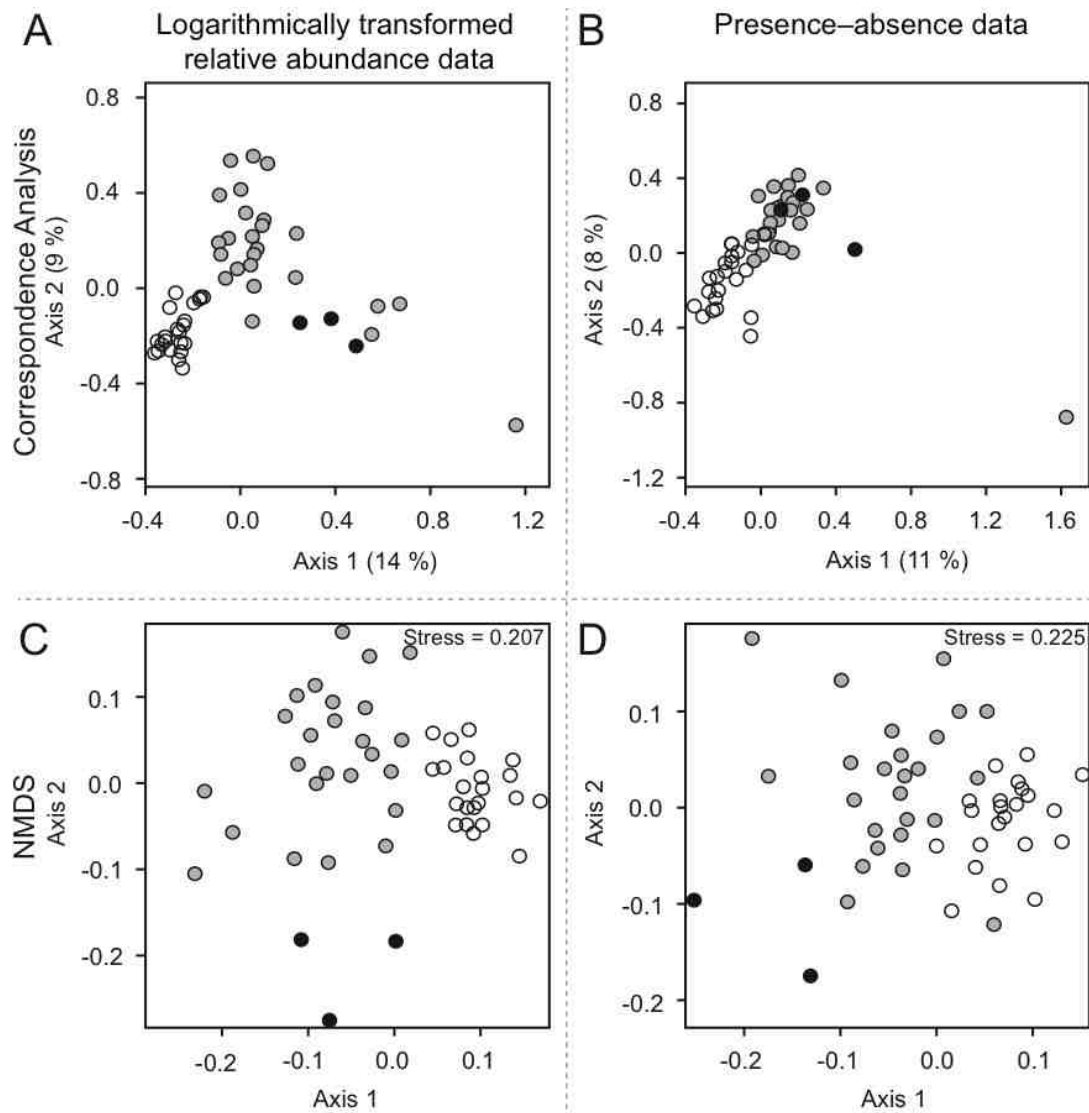 A
Logarithmically transformed
relative abundance data
B
Presence–absence data
Correspondence Analysis
Axis 2 (9 %)
0.8
0.4
0.0
-0.4
-0.8
-0.4
0.0
0.4
0.8
1.2
Axis 1 (14 %)
Axis 2 (8 %)
0.8
0.4
0.0
-0.4
-0.8
-1.2
-0.4
0.0
0.4
0.8
1.2
1.6
Axis 1 (11 %)
C
Stress = 0.207
NMDS
Axis 2
0.1
0.0
-0.1
-0.2
-0.2
-0.1
0.0
0.1
Axis 1
D
Stress = 0.225
Axis 2
0.1
0.0
-0.1
-0.2
-0.2
-0.1
0.0
0.1
Axis 1